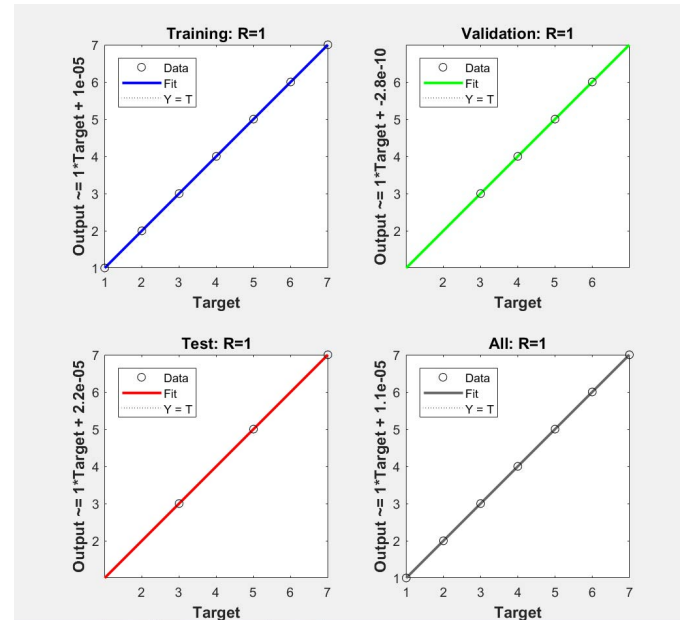 Training: R=1
Output ~= 1*Target + 1e-05
7
6
5
4
3
2
1
Data
Fit
Y = T
1 2 3 4 5 6 7
Target
Validation: R=1
Output ~= 1*Target + -2.8e-10
6
5
4
3
2
Data
Fit
Y = T
2 3 4 5 6
Target
Test: R=1
Output ~= 1*Target + 2.2e-05
7
6
5
4
3
2
Data
Fit
Y = T
2 3 4 5 6 7
Target
All: R=1
Output ~= 1*Target + 1.1e-05
7
6
5
4
3
2
1
Data
Fit
Y = T
1 2 3 4 5 6 7
Target